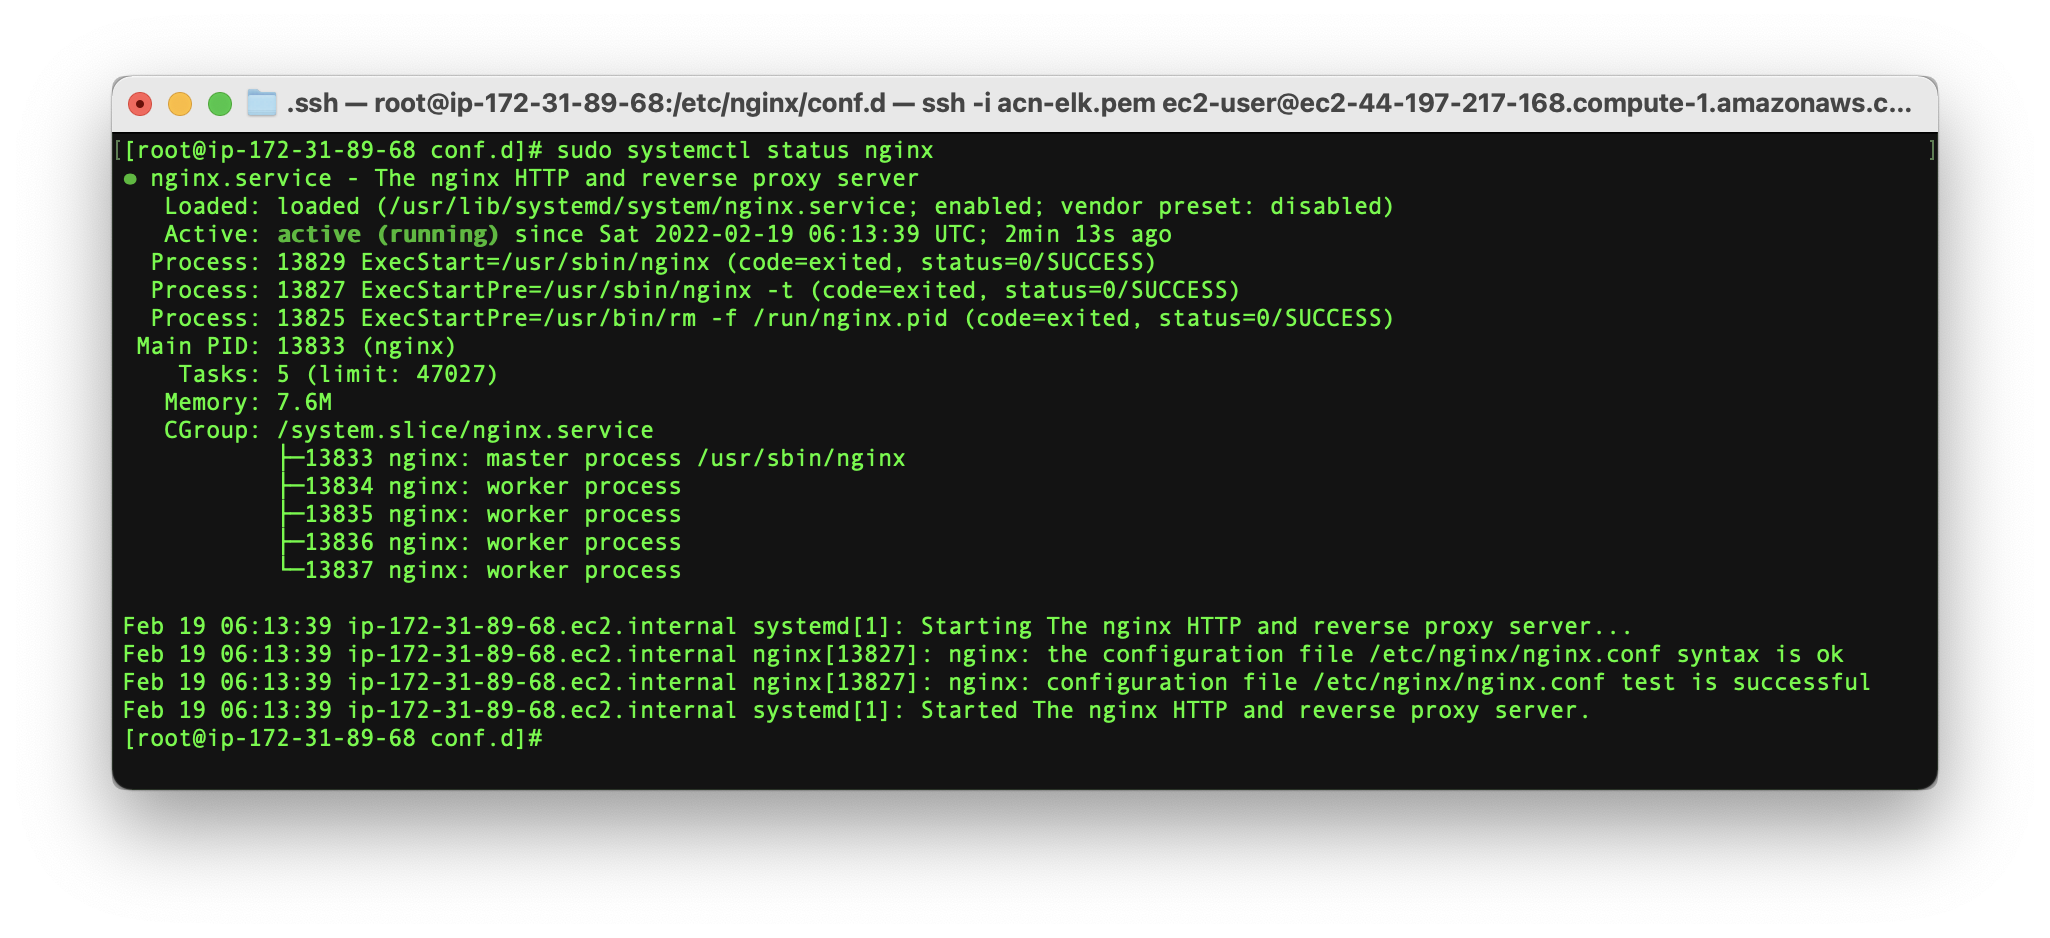 .ssh — root@ip-172-31-89-68:/etc/nginx/conf.d — ssh -i acn-elk.pem ec2-user@ec2-44-197-217-168.compute-1.amazonaws.c...
[[root@ip-172-31-89-68 conf.d]# sudo systemctl status nginx ]
● nginx.service - The nginx HTTP and reverse proxy server
   Loaded: loaded (/usr/lib/systemd/system/nginx.service; enabled; vendor preset: disabled)
   Active: active (running) since Sat 2022-02-19 06:13:39 UTC; 2min 13s ago
  Process: 13829 ExecStart=/usr/sbin/nginx (code=exited, status=0/SUCCESS)
  Process: 13827 ExecStartPre=/usr/sbin/nginx -t (code=exited, status=0/SUCCESS)
  Process: 13825 ExecStartPre=/usr/bin/rm -f /run/nginx.pid (code=exited, status=0/SUCCESS)
 Main PID: 13833 (nginx)
    Tasks: 5 (limit: 47027)
   Memory: 7.6M
   CGroup: /system.slice/nginx.service
           ├─13833 nginx: master process /usr/sbin/nginx
           ├─13834 nginx: worker process
           ├─13835 nginx: worker process
           ├─13836 nginx: worker process
           └─13837 nginx: worker process
Feb 19 06:13:39 ip-172-31-89-68.ec2.internal systemd[1]: Starting The nginx HTTP and reverse proxy server...
Feb 19 06:13:39 ip-172-31-89-68.ec2.internal nginx[13827]: nginx: the configuration file /etc/nginx/nginx.conf syntax is ok
Feb 19 06:13:39 ip-172-31-89-68.ec2.internal nginx[13827]: nginx: configuration file /etc/nginx/nginx.conf test is successful
Feb 19 06:13:39 ip-172-31-89-68.ec2.internal systemd[1]: Started The nginx HTTP and reverse proxy server.
[root@ip-172-31-89-68 conf.d]#